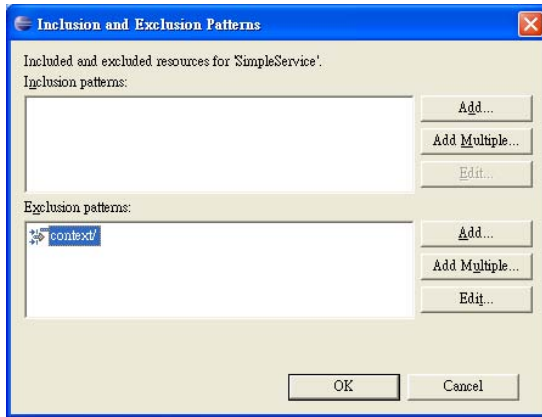 Inclusion and Exclusion Patterns
Included and excluded resources for 'SimpleService'.
Inclusion patterns:
Add...
Add Multiple...
Edit...
Exclusion patterns:
context/
Add...
Add Multiple...
Edit...
OK
Cancel